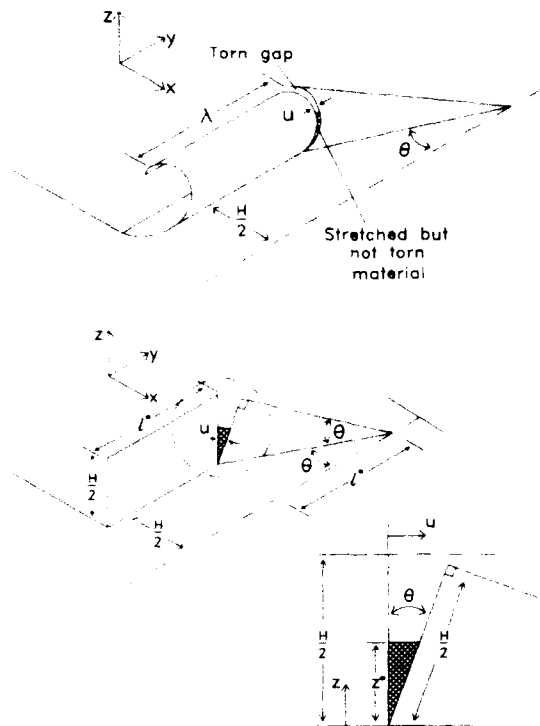 z
y
x
Torn gap
λ
u
θ
H/2
Stretched but
not torn
material
z
y
x
l*
u
θ
θ
H/2
H/2
l*
u
θ
H/2
z*
z
H/2